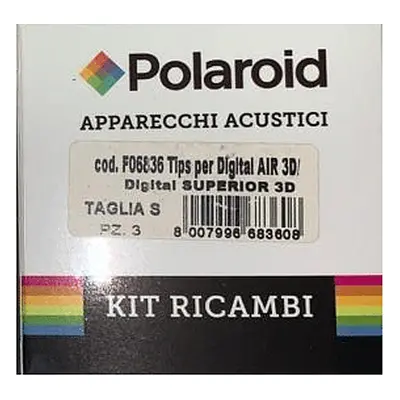 Polaroid
APPARECCHI ACUSTICI
cod. F06836 Tips per Digital AIR 3D/
Digital SUPERIOR 3D
TAGLIA S
PZ. 3
8 007996 683608
KIT RICAMBI